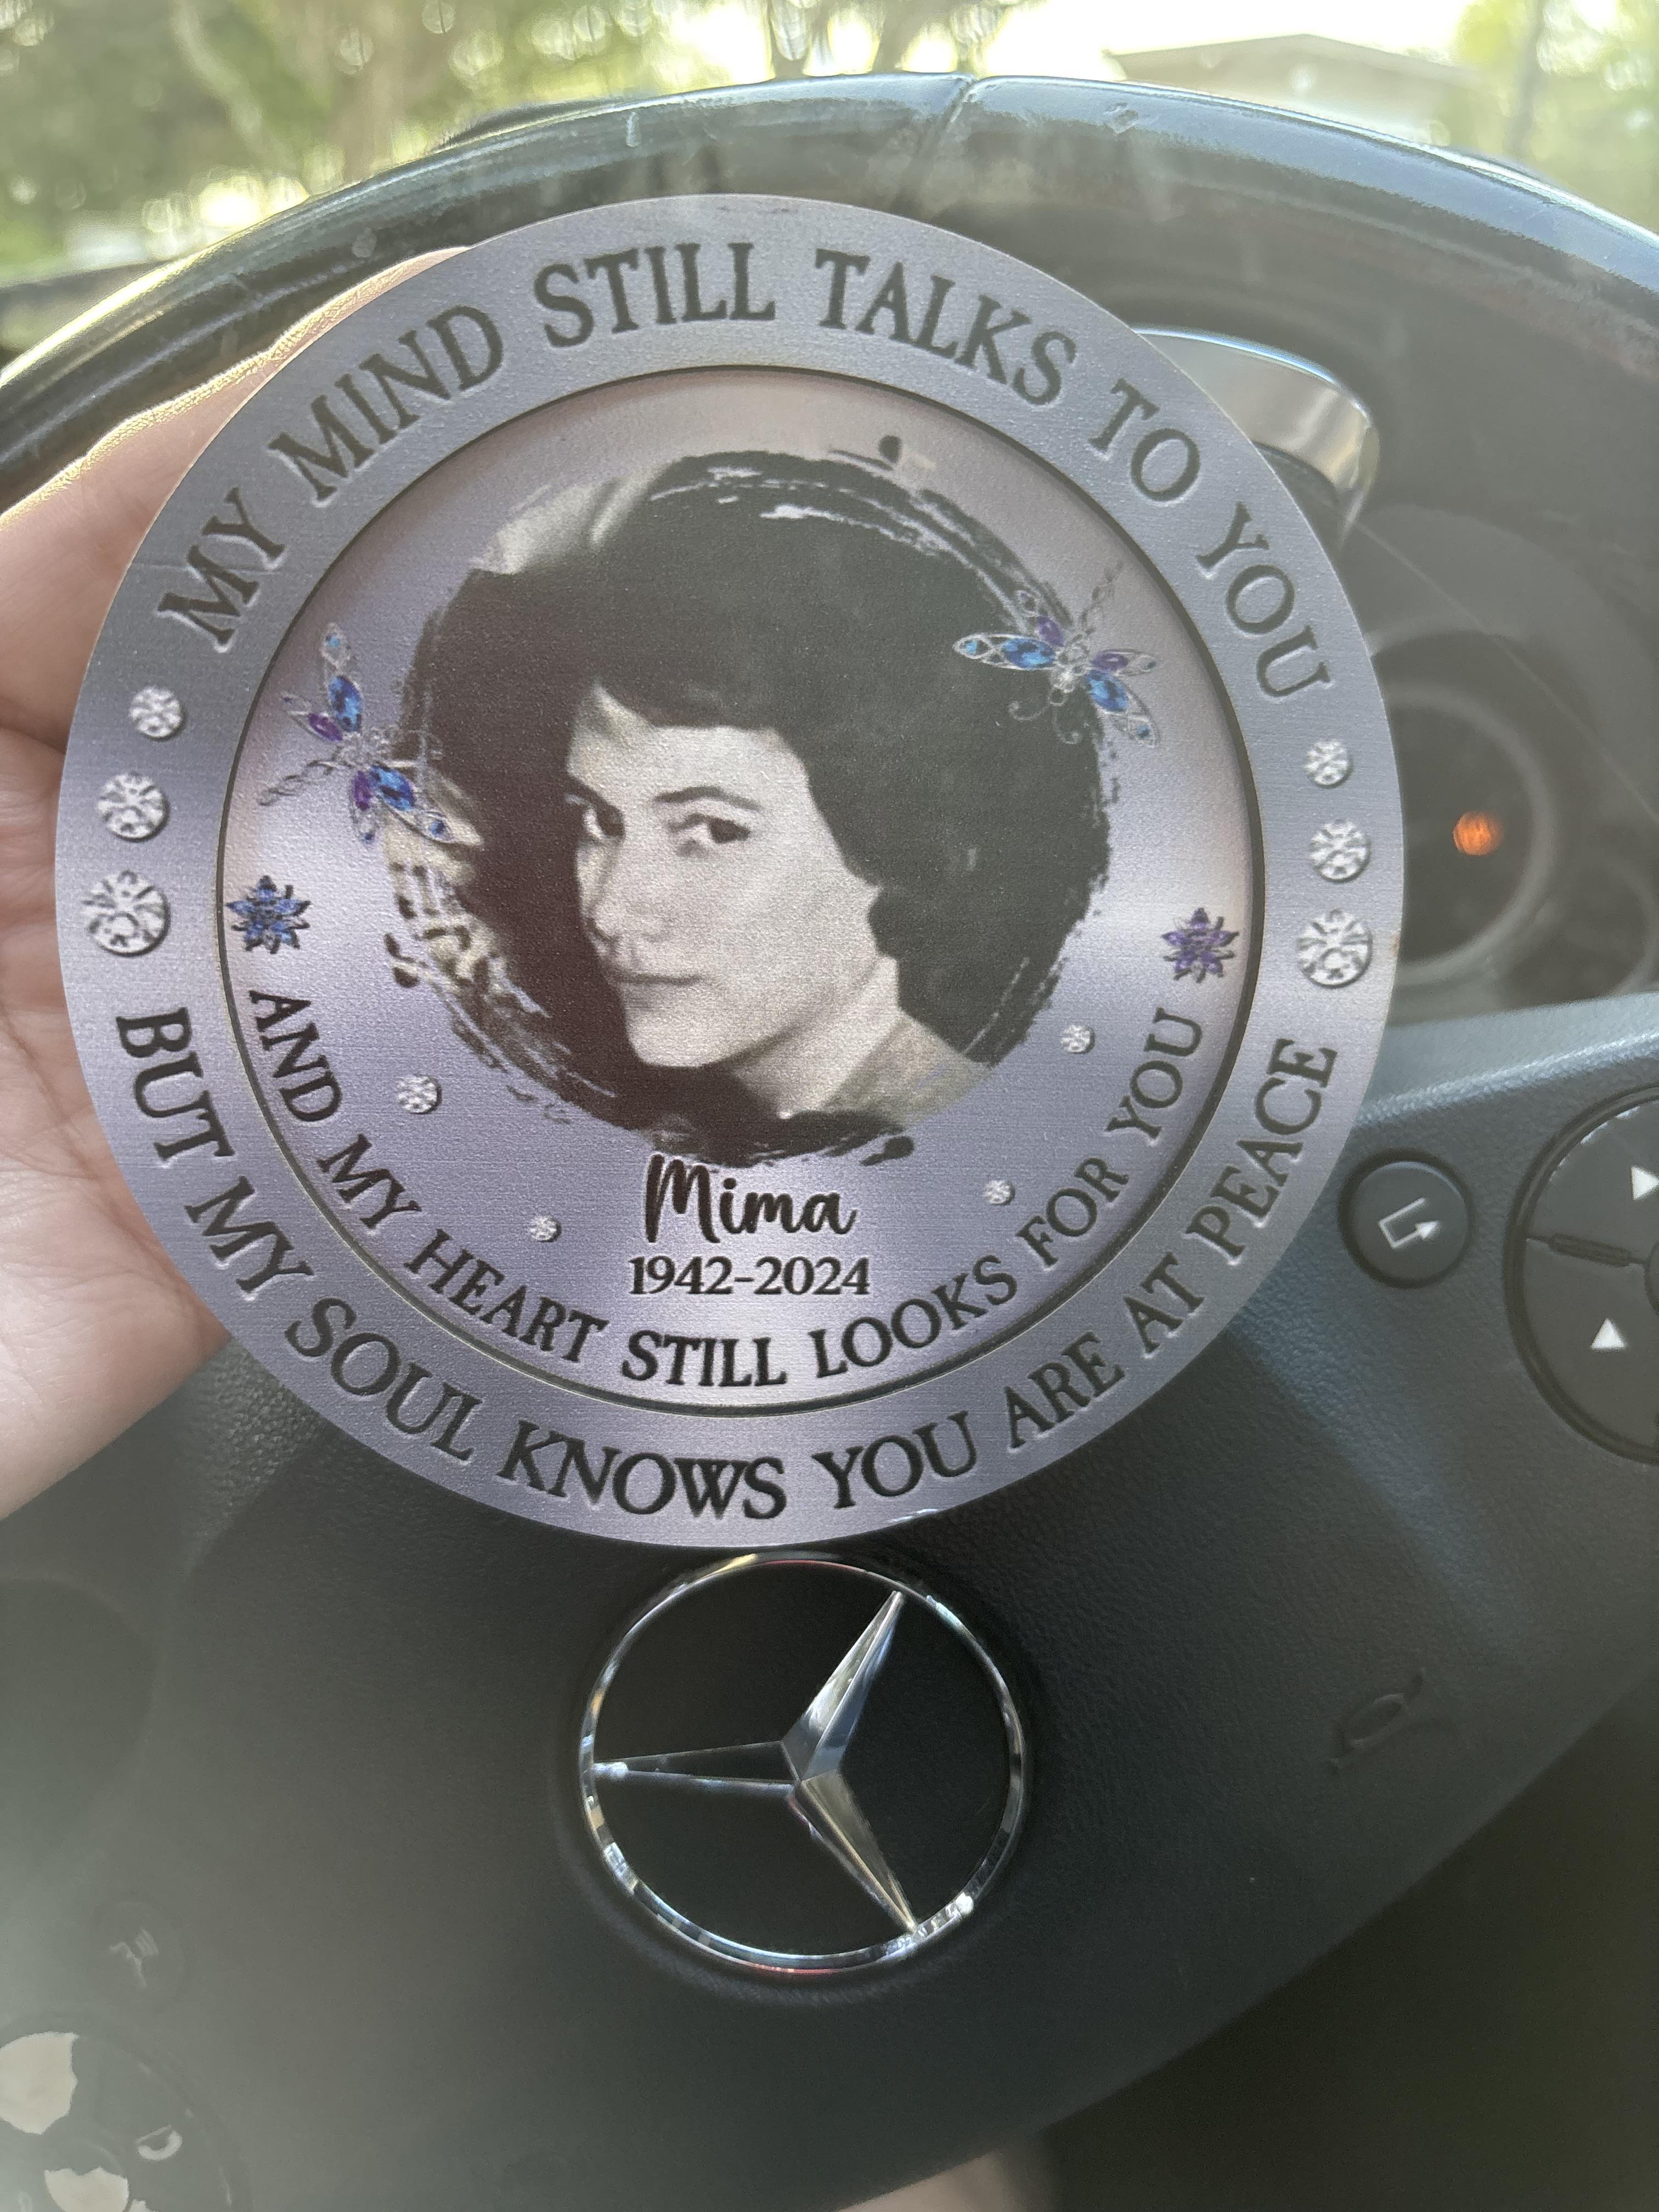 MY MIND STILL TALKS TO YOU
AND MY HEART STILL LOOKS FOR YOU
BUT MY SOUL KNOWS YOU ARE AT PEACE
Mima
1942-2024